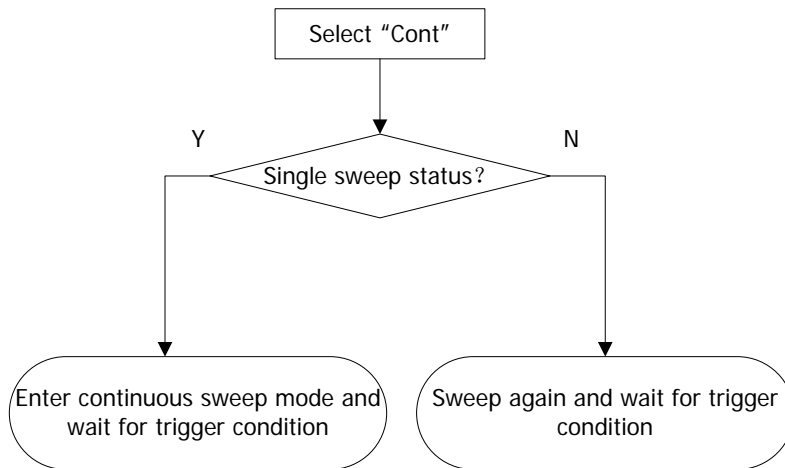 Select “Cont”
Y
N
Single sweep status？
Enter continuous sweep mode and
wait for trigger condition
Sweep again and wait for trigger
condition